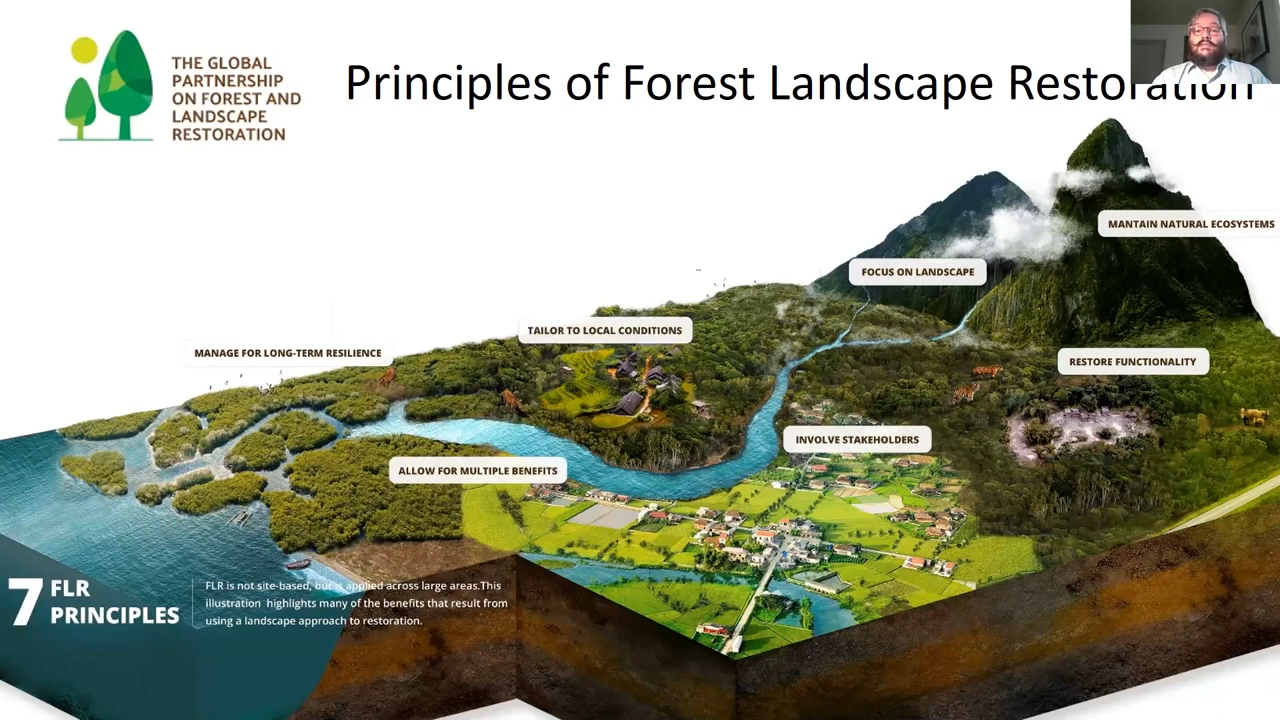 THE GLOBAL
PARTNERSHIP
ON FOREST AND
LANDSCAPE
RESTORATION
Principles of Forest Landscape Restoration
MANTAIN NATURAL ECOSYSTEMS
FOCUS ON LANDSCAPE
TAILOR TO LOCAL CONDITIONS
MANAGE FOR LONG-TERM RESILIENCE
RESTORE FUNCTIONALITY
INVOLVE STAKEHOLDERS
ALLOW FOR MULTIPLE BENEFITS
7 FLR
PRINCIPLES
FLR is not site-based, but is applied across large areas.This
illustration highlights many of the benefits that result from
using a landscape approach to restoration.